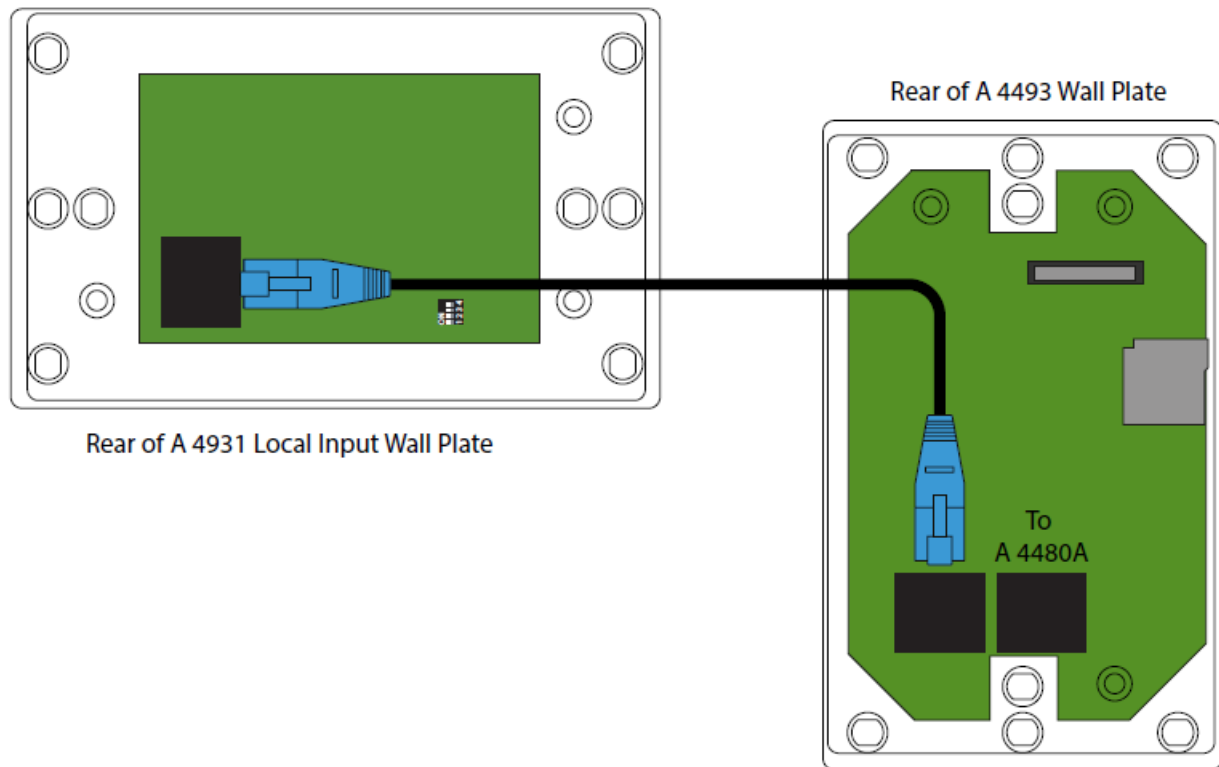 Rear of A 4493 Wall Plate
Rear of A 4931 Local Input Wall Plate
To
A 4480A